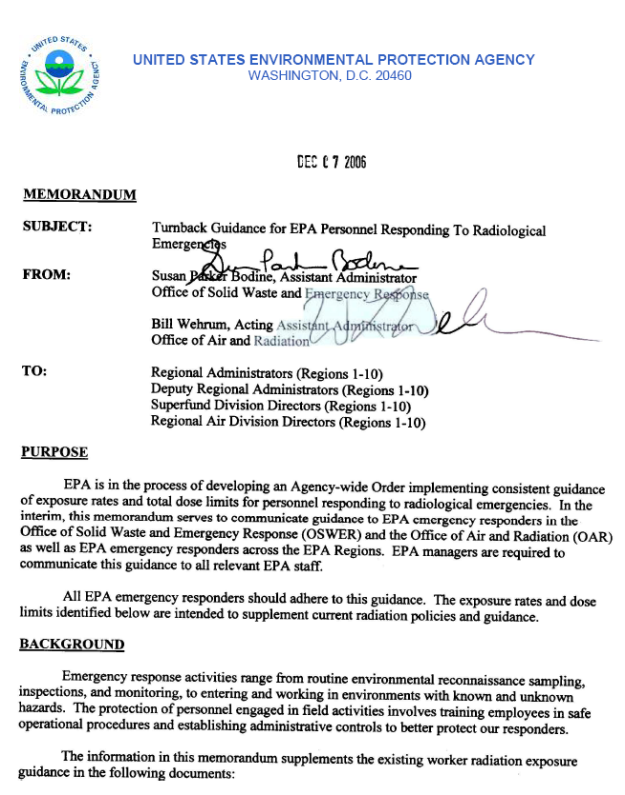 UNITED STATES
ENVIRONMENTAL PROTECTION AGENCY
UNITED STATES ENVIRONMENTAL PROTECTION AGENCY
WASHINGTON, D.C. 20460
DEC 07 2006
MEMORANDUM
SUBJECT: Turnback Guidance for EPA Personnel Responding To Radiological
Emergencies
Susan Parker Bodine
FROM: Susan Parker Bodine, Assistant Administrator
Office of Solid Waste and Emergency Response
Bill Wehrum, Acting Assistant Administrator
Office of Air and Radiation
TO: Regional Administrators (Regions 1-10)
Deputy Regional Administrators (Regions 1-10)
Superfund Division Directors (Regions 1-10)
Regional Air Division Directors (Regions 1-10)
PURPOSE
EPA is in the process of developing an Agency-wide Order implementing consistent guidance
of exposure rates and total dose limits for personnel responding to radiological emergencies. In the
interim, this memorandum serves to communicate guidance to EPA emergency responders in the
Office of Solid Waste and Emergency Response (OSWER) and the Office of Air and Radiation (OAR)
as well as EPA emergency responders across the EPA Regions. EPA managers are required to
communicate this guidance to all relevant EPA staff.
All EPA emergency responders should adhere to this guidance. The exposure rates and dose
limits identified below are intended to supplement current radiation policies and guidance.
BACKGROUND
Emergency response activities range from routine environmental reconnaissance sampling,
inspections, and monitoring, to entering and working in environments with known and unknown
hazards. The protection of personnel engaged in field activities involves training employees in safe
operational procedures and establishing administrative controls to better protect our responders.
The information in this memorandum supplements the existing worker radiation exposure
guidance in the following documents: